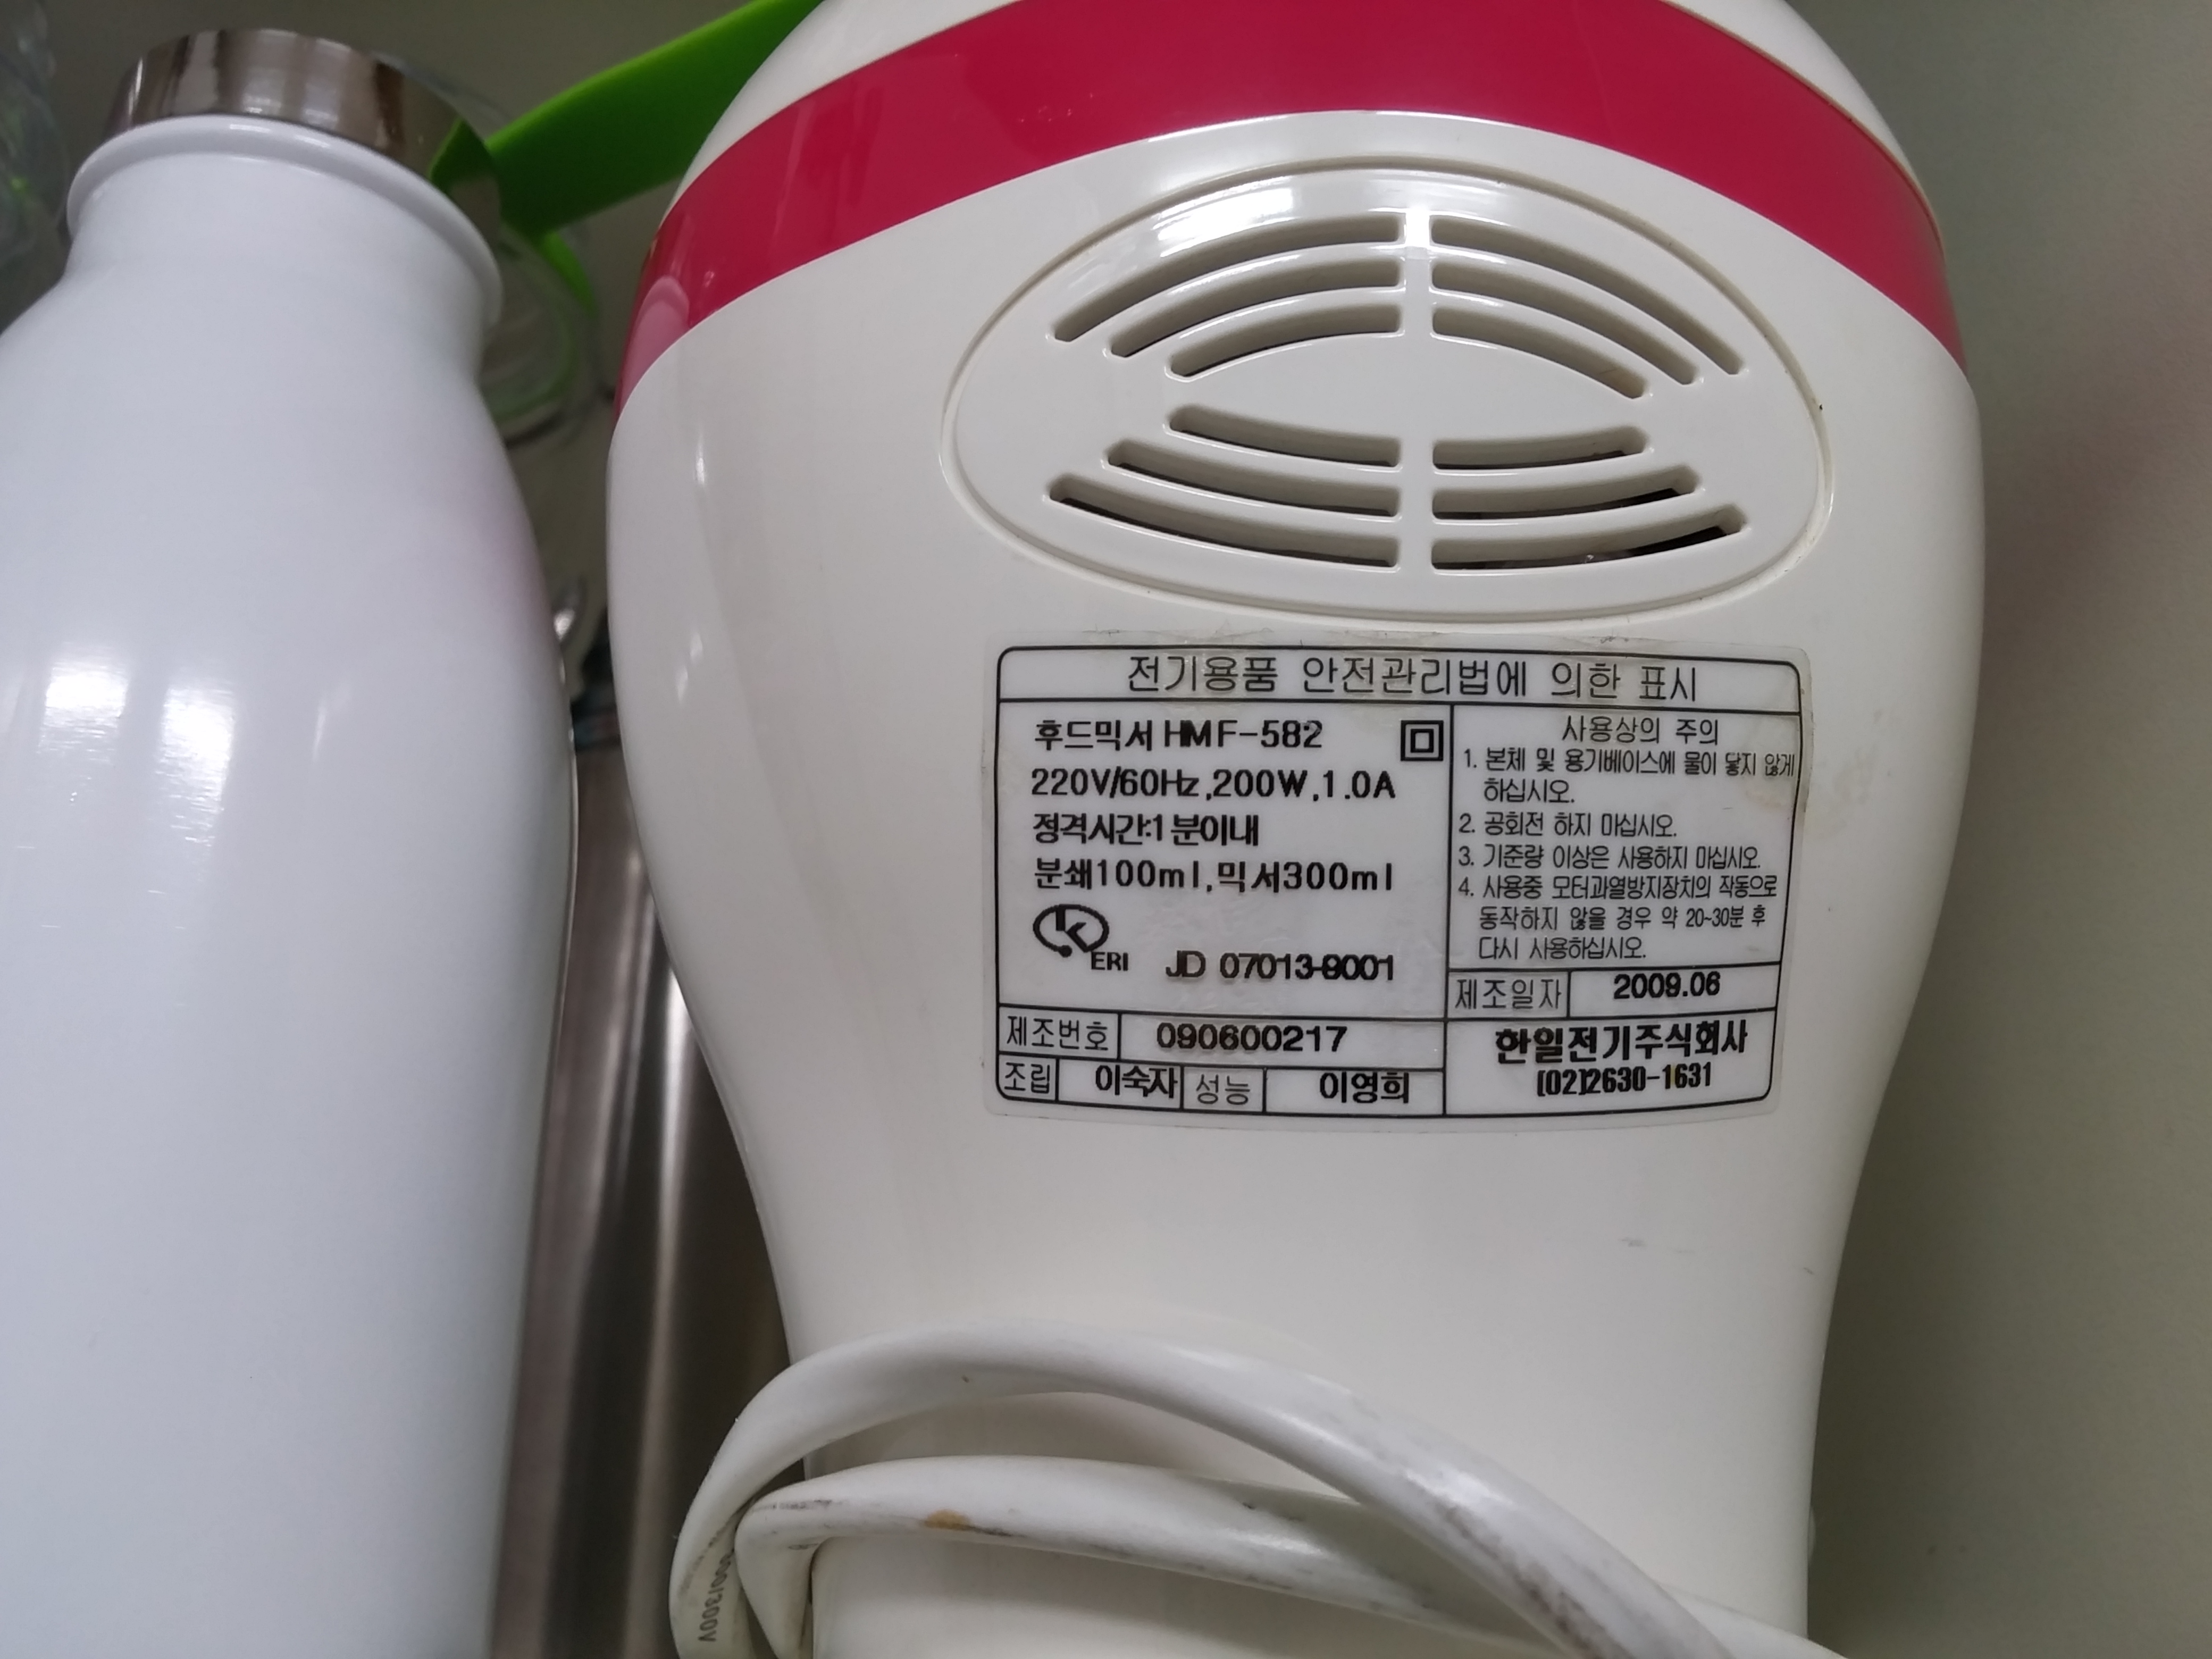 전기용품 안전관리법에 의한 표시
후드믹서 HMF-582
220V/60Hz,200W,1.0A
정격시간:1분이내
분쇄100ml,믹서300ml
ERI JD 07013-8001
제조번호 090600217
조립 이숙자 성능 이영희
사용상의 주의
1. 본체 및 용기베이스에 물이 닿지 않게
하십시오.
2. 공회전 하지 마십시오.
3. 기준량 이상은 사용하지 마십시오.
4. 사용중 모터과열방지장치의 작동으로
동작하지 않을 경우 약 20~30분 후
다시 사용하십시오.
제조일자 2009.06
한일전기주식회사
(02)2630-1631
300V